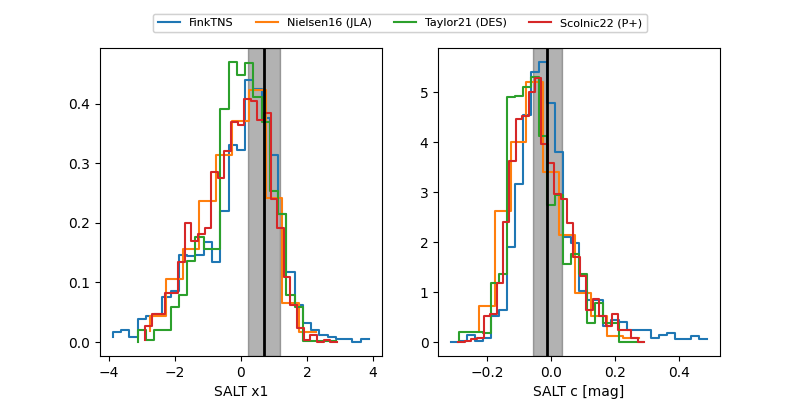 FinkTNS Nielsen16 (JLA) Taylor21 (DES) Scolnic22 (P+)
0.4
0.3
0.2
0.1
0.0
−4 −2 0 2 4
SALT x1
5
4
3
2
1
0
−0.2 0.0 0.2 0.4
SALT c [mag]